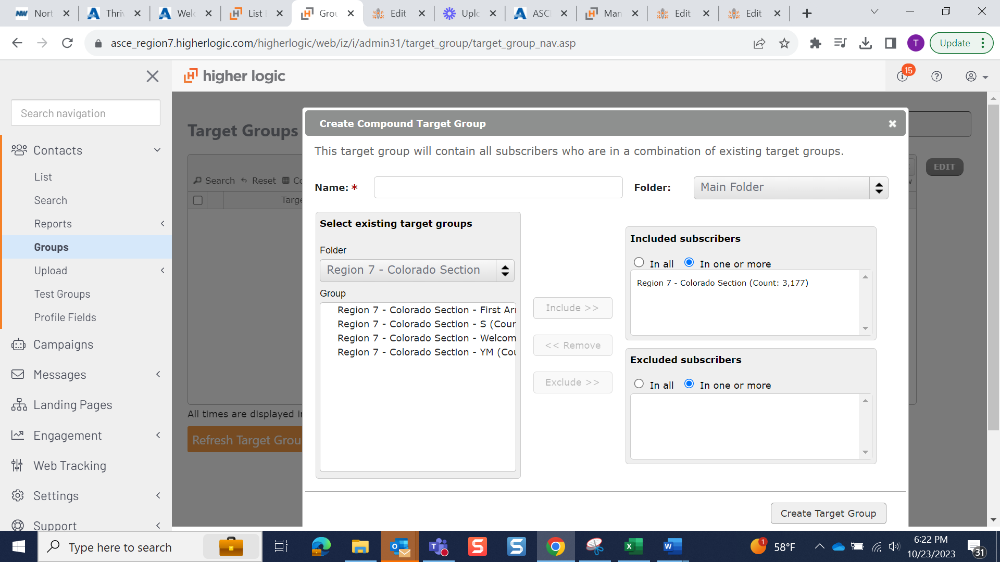 Nort
Thriv
Welc
List
Grou
Edit
Uplo
ASCE
Man
Edit
Edit
asce_region7.higherlogic.com/higherlogic/web/iz/i/admin31/target_group/target_group_nav.asp
T
Update
higher logic
15
Search navigation
Contacts
List
Search
Reports
Groups
Upload
Test Groups
Profile Fields
Campaigns
Messages
Landing Pages
Engagement
Web Tracking
Settings
Support
Target Groups
EDIT
Search Reset Co
Targe
All times are displayed i
Refresh Target Grou
Create Compound Target Group
This target group will contain all subscribers who are in a combination of existing target groups.
Name: *
Folder: Main Folder
Select existing target groups
Folder
Region 7 - Colorado Section
Group
Region 7 - Colorado Section - First Ar
Region 7 - Colorado Section - S (Cour
Region 7 - Colorado Section - Welcom
Region 7 - Colorado Section - YM (Cou
Include >>
<< Remove
Exclude >>
Included subscribers
In all In one or more
Region 7 - Colorado Section (Count: 3,177)
Excluded subscribers
In all In one or more
Create Target Group
Type here to search
1
58°F
6:22 PM
10/23/2023
31